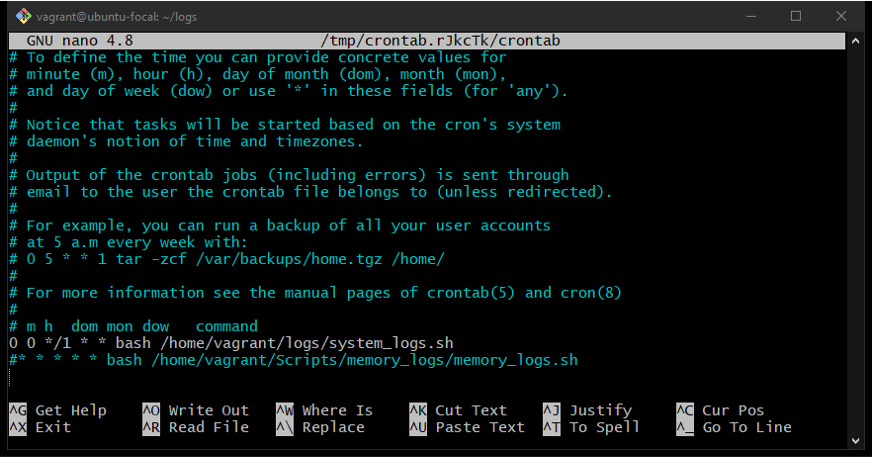 vagrant@ubuntu-focal: ~/logs
GNU nano 4.8 /tmp/crontab.rJkcTk/crontab
# To define the time you can provide concrete values for
# minute (m), hour (h), day of month (dom), month (mon),
# and day of week (dow) or use '*' in these fields (for 'any').
#
# Notice that tasks will be started based on the cron's system
# daemon's notion of time and timezones.
#
# Output of the crontab jobs (including errors) is sent through
# email to the user the crontab file belongs to (unless redirected).
#
# For example, you can run a backup of all your user accounts
# at 5 a.m every week with:
# 0 5 * * 1 tar -zcf /var/backups/home.tgz /home/
#
# For more information see the manual pages of crontab(5) and cron(8)
#
# m h  dom mon dow   command
0 0 */1 * * bash /home/vagrant/logs/system_logs.sh
#* * * * * bash /home/vagrant/Scripts/memory_logs/memory_logs.sh
^G Get Help ^O Write Out ^W Where Is ^K Cut Text ^J Justify ^C Cur Pos
^X Exit ^R Read File ^\ Replace ^U Paste Text ^T To Spell ^_ Go To Line